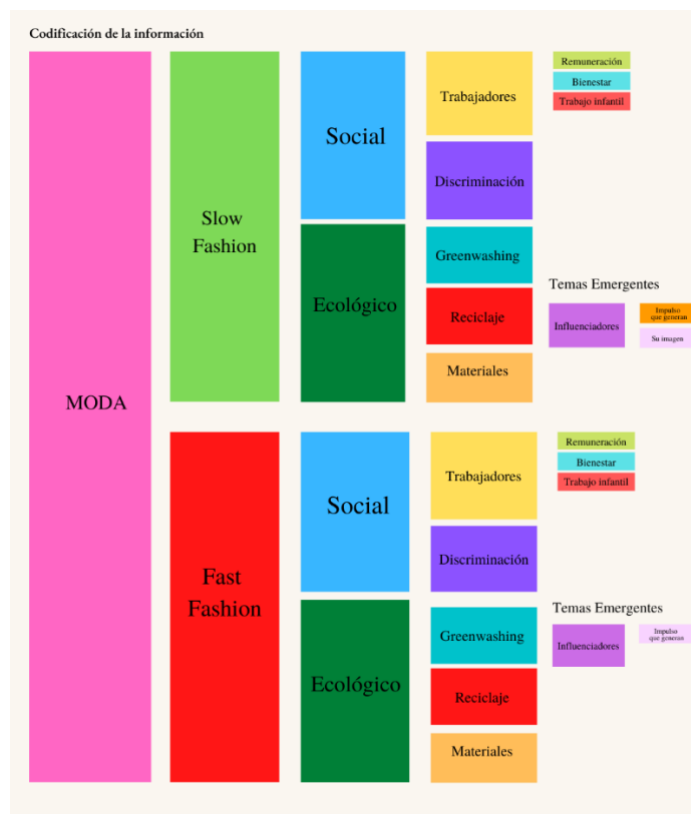 Codificación de la información
MODA
Slow
Fashion
Social
Trabajadores
Remuneración
Bienestar
Trabajo infantil
Discriminación
Ecológico
Greenwashing
Reciclaje
Materiales
Temas Emergentes
Influenciadores
Impulso
que generan
Su imagen
Fast
Fashion
Social
Trabajadores
Remuneración
Bienestar
Trabajo infantil
Discriminación
Ecológico
Greenwashing
Reciclaje
Materiales
Temas Emergentes
Influenciadores
Impulso
que generan